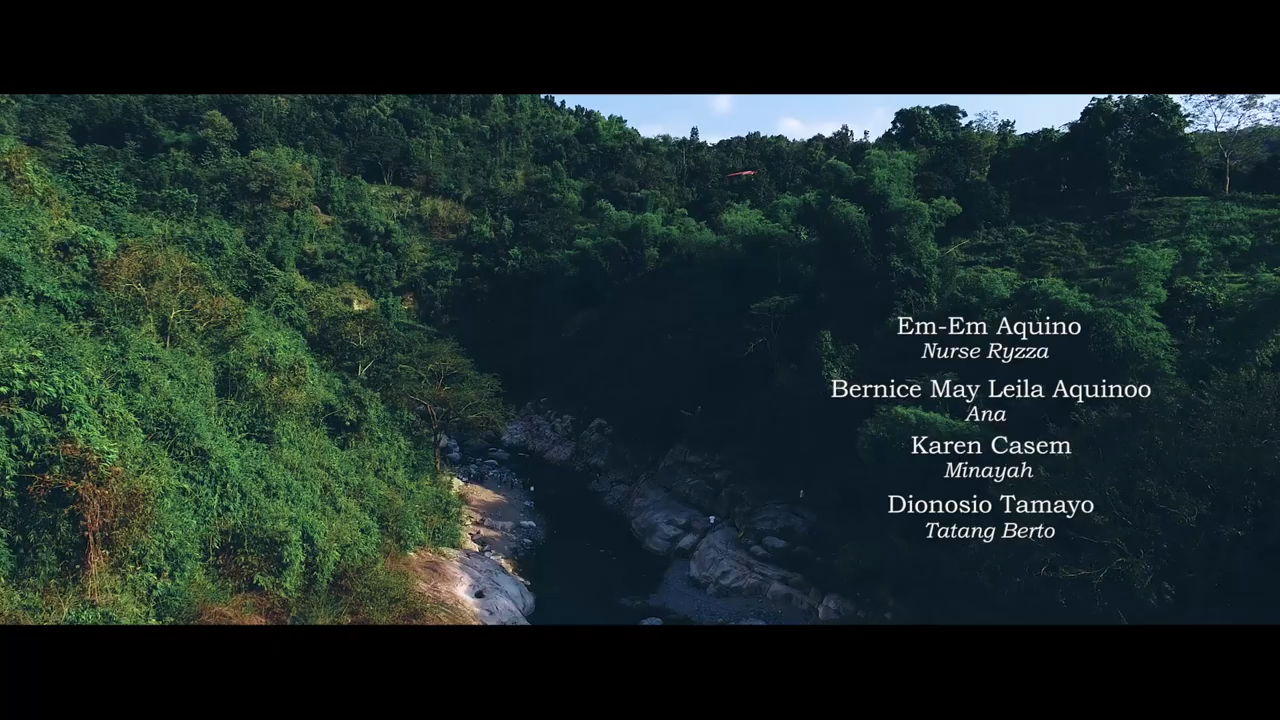 Em-Em Aquino
Nurse Ryzza
Bernice May Leila Aquinoo
Ana
Karen Casem
Minayah
Dionosio Tamayo
Tatang Berto